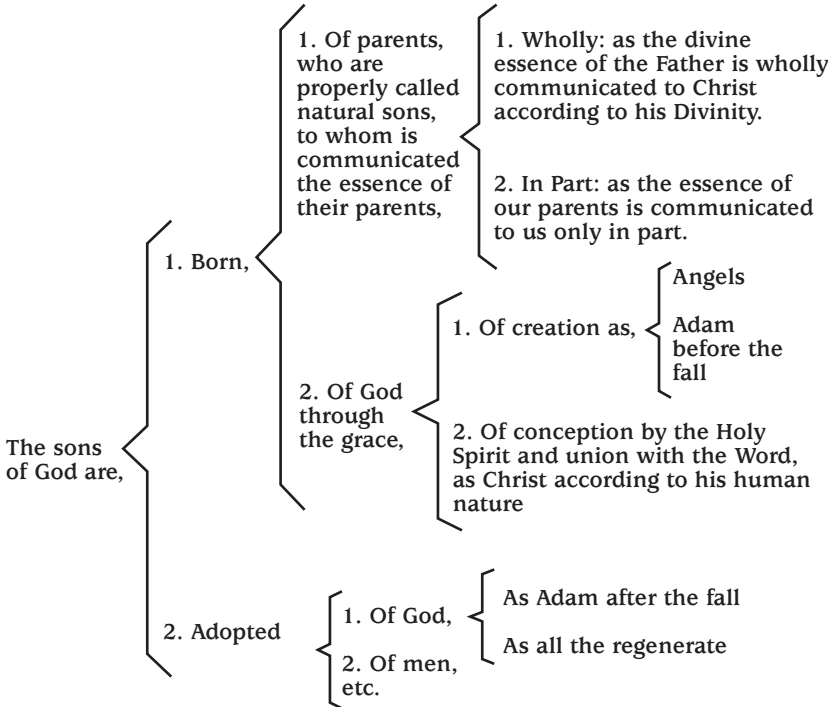 The sons
of God are,
1. Born,
1. Of parents,
who are
properly called
natural sons,
to whom is
communicated
the essence of
their parents,
1. Wholly: as the divine
essence of the Father is wholly
communicated to Christ
according to his Divinity.
2. In Part: as the essence of
our parents is communicated
to us only in part.
2. Of God
through
the grace,
1. Of creation as,
Angels
Adam
before the
fall
2. Of conception by the Holy
Spirit and union with the Word,
as Christ according to his human
nature
2. Adopted
1. Of God,
As Adam after the fall
As all the regenerate
2. Of men,
etc.